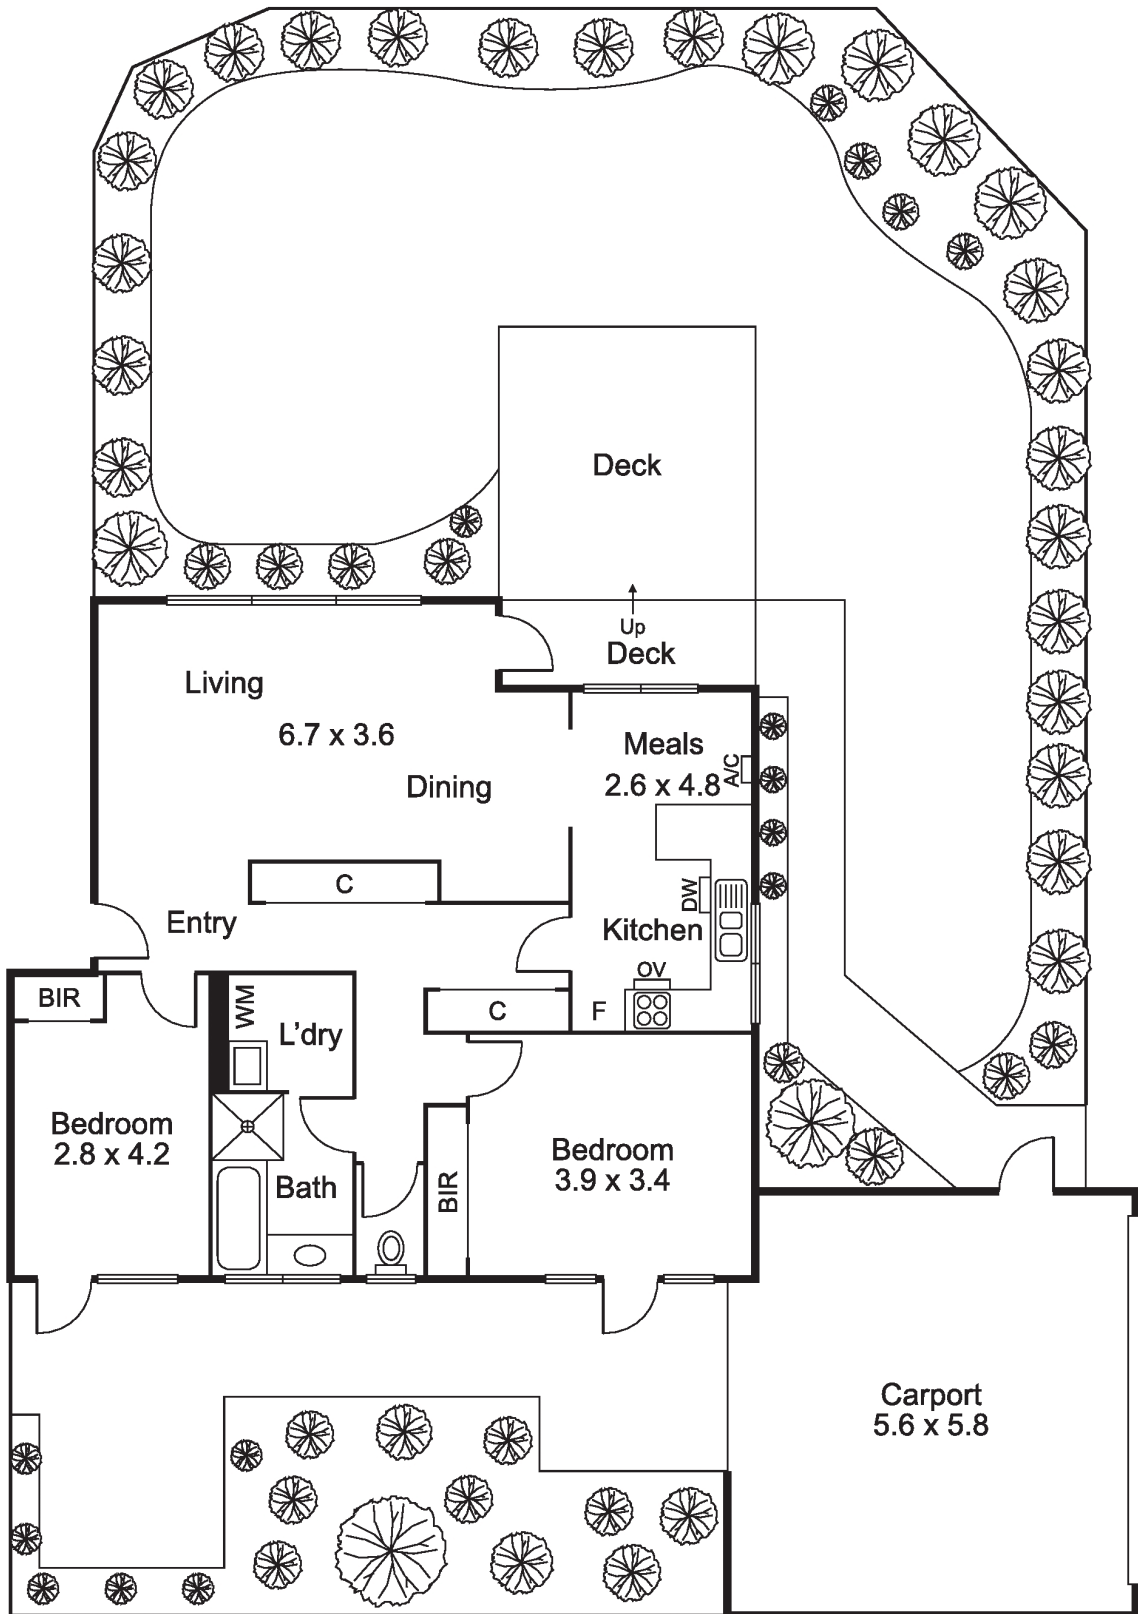 Deck
Up
Deck
Living
6.7 x 3.6
Dining
Meals
2.6 x 4.8
A/C
C
Entry
DW
Kitchen
OV
BIR
WM
L'dry
C
F
Bedroom
2.8 x 4.2
Bath
BIR
Bedroom
3.9 x 3.4
Carport
5.6 x 5.8